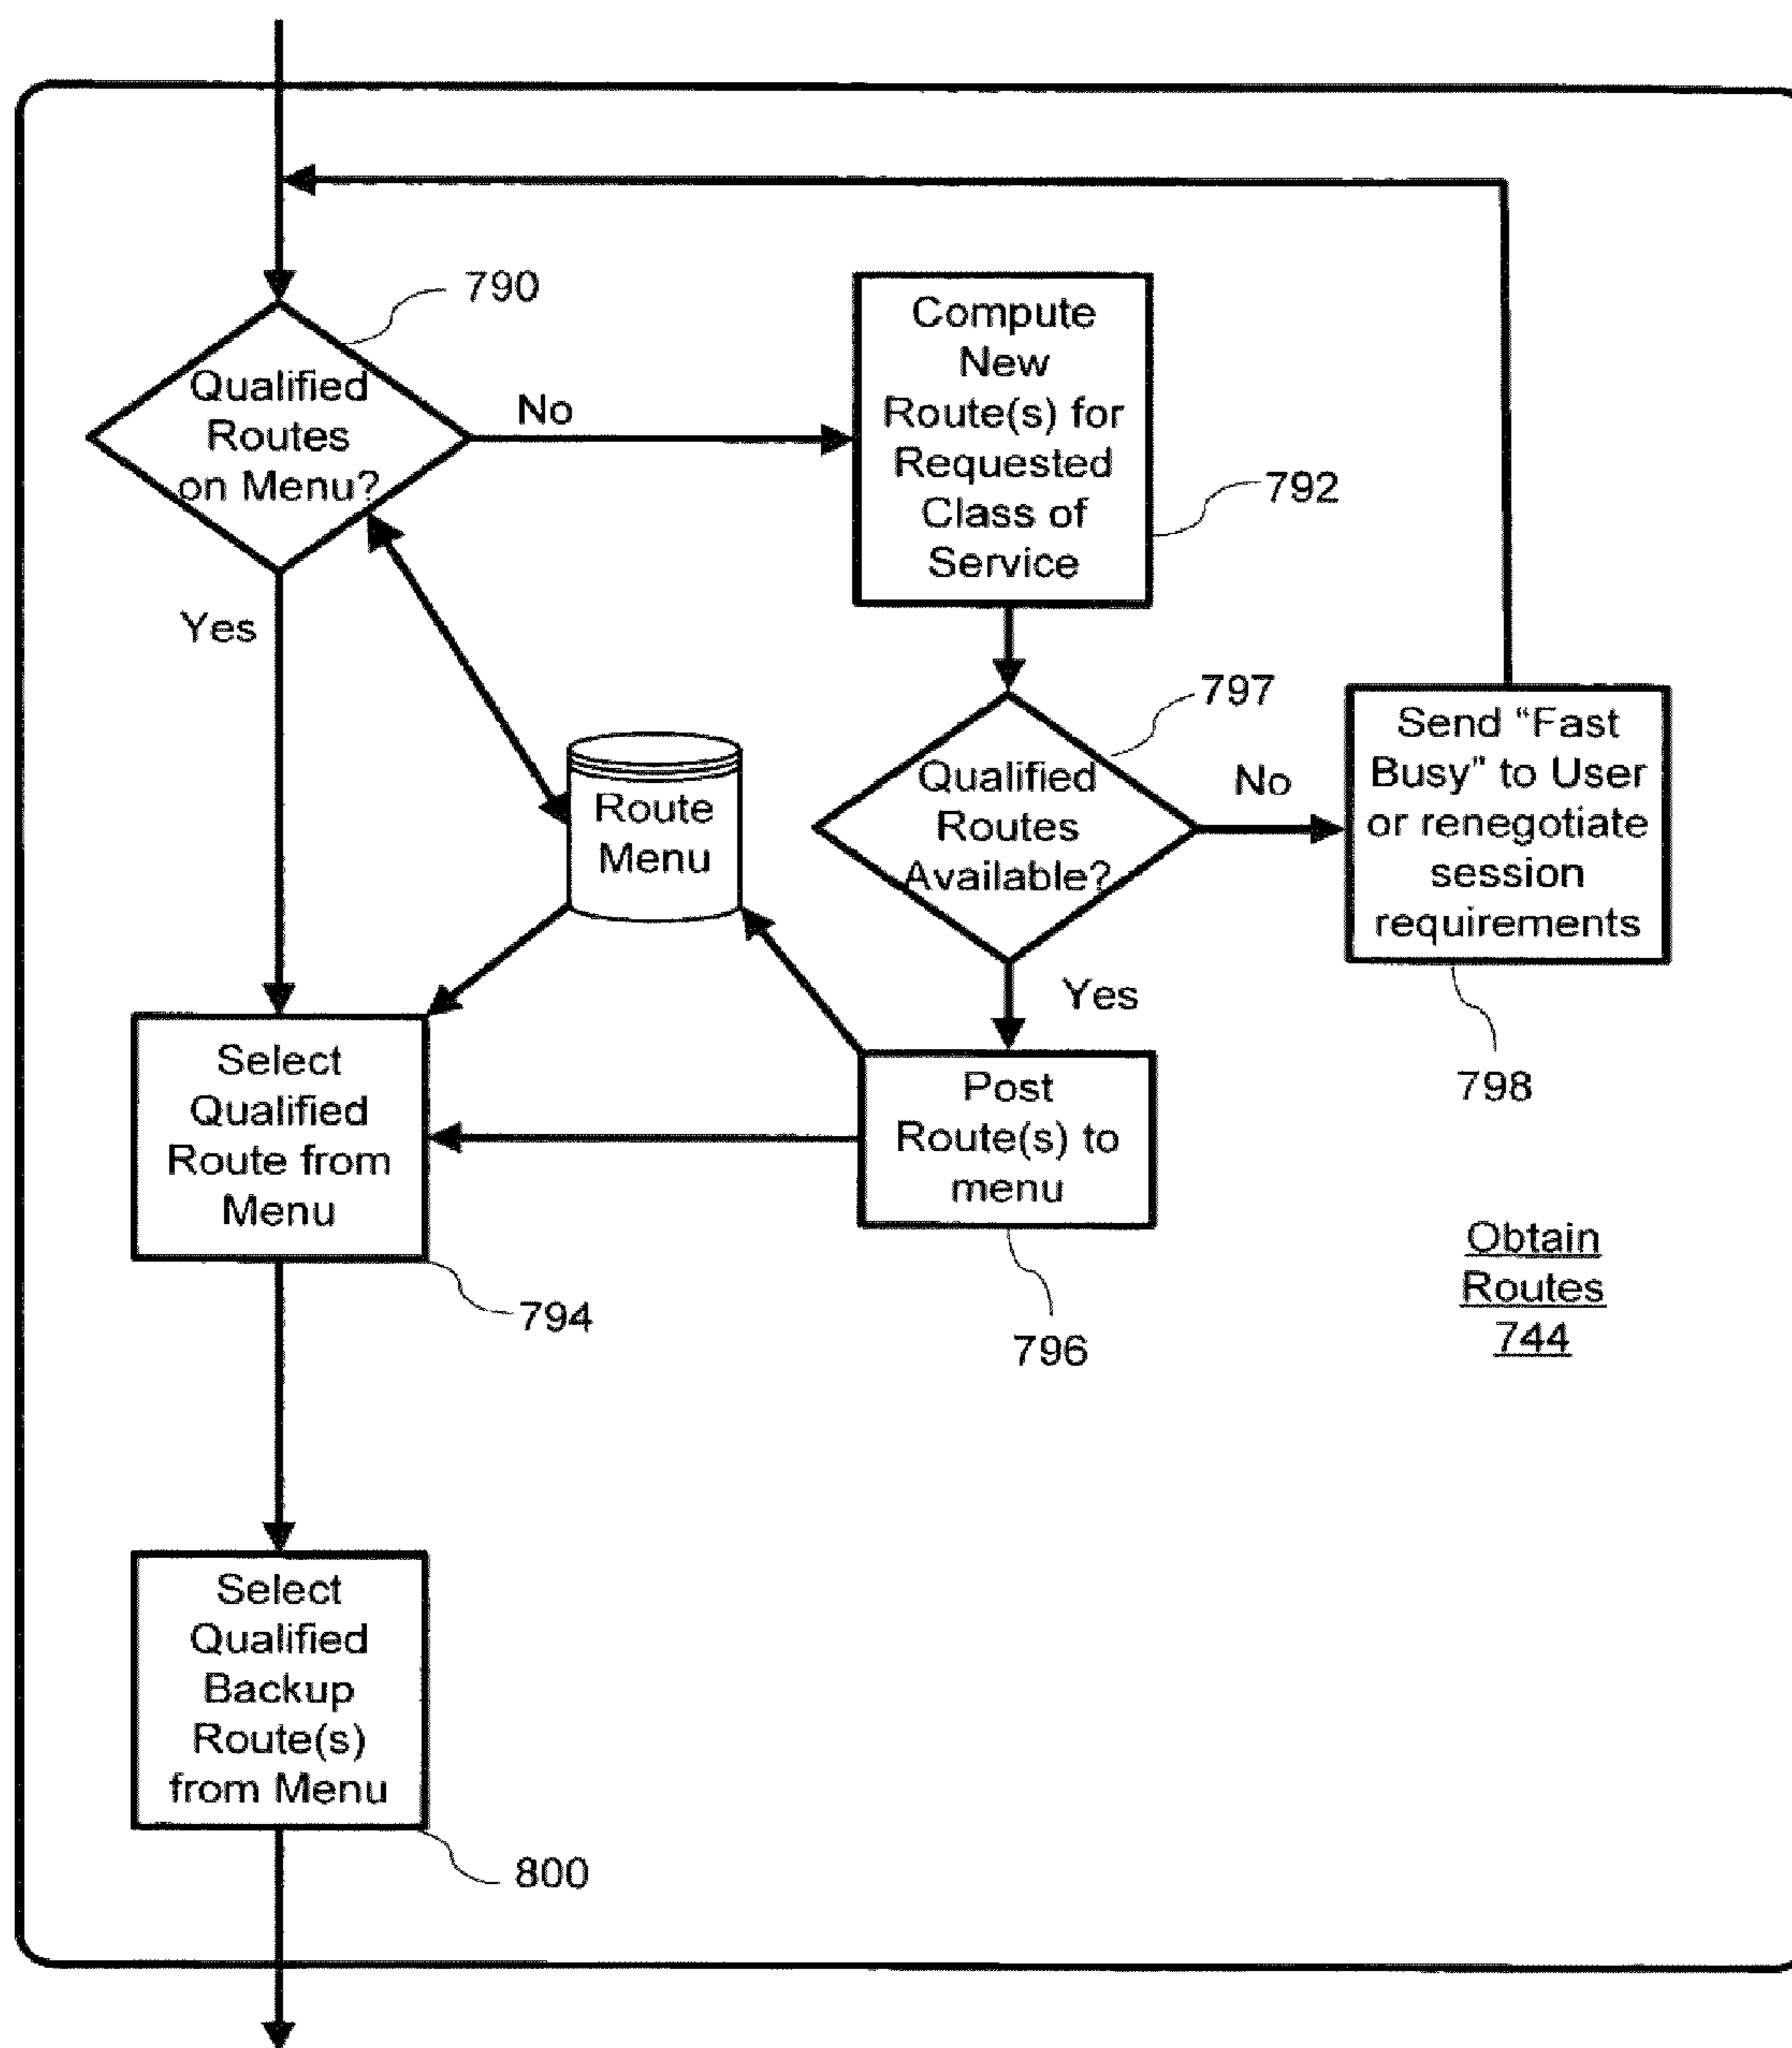 790
Qualified
Routes
on Menu?
No
Yes
Compute
New
Route(s) for
Requested
Class of
Service
792
797
Qualified
Routes
Available?
No
Yes
Send “Fast
Busy” to User
or renegotiate
session
requirements
798
Route
Menu
Select
Qualified
Route from
Menu
794
Post
Route(s) to
menu
796
Obtain
Routes
744
Select
Qualified
Backup
Route(s)
from Menu
800